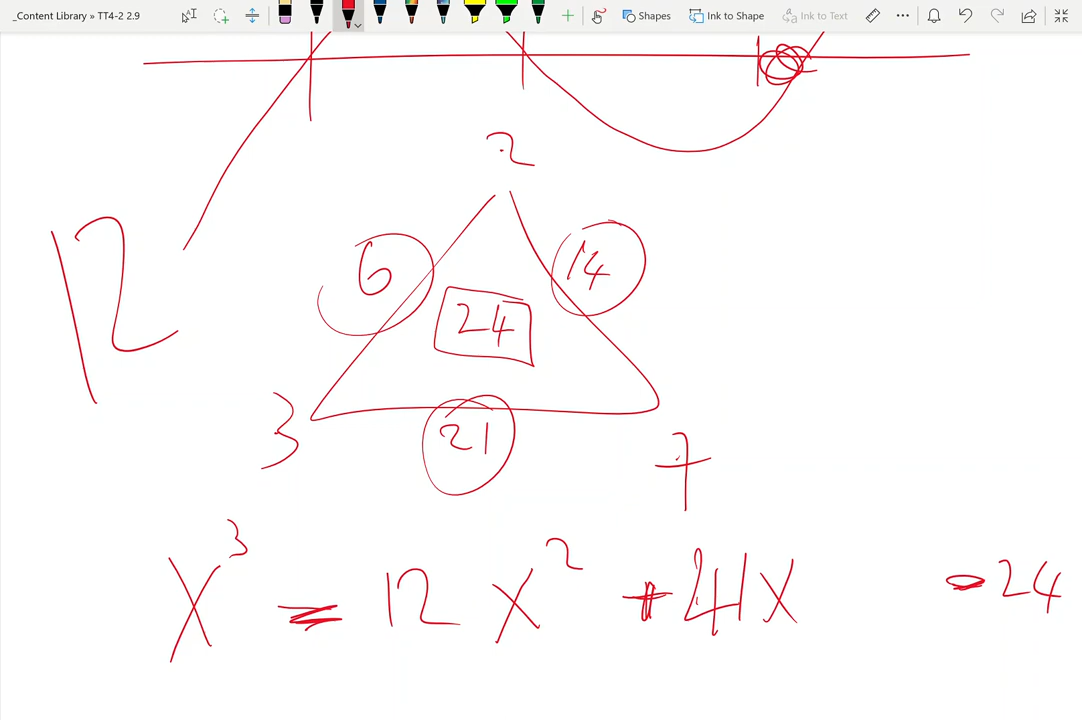 _Content Library » TT4-2 2.9
Shapes
Ink to Shape
Ink to Text
2
12
6
14
24
3
21
7
x³ - 12x² + 41x - 24